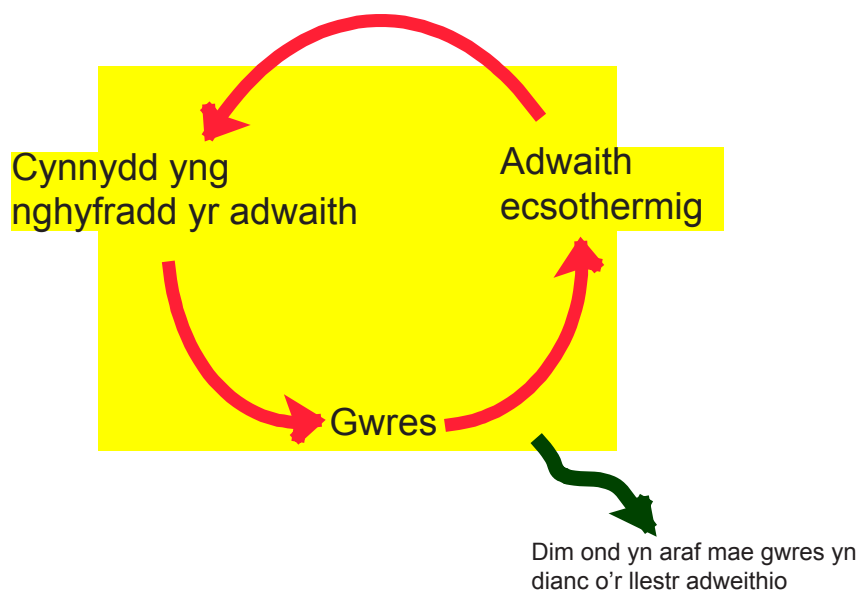 Cynnydd yng
nghyfradd yr adwaith
Adwaith
ecsothermig
Gwres
Dim ond yn araf mae gwres yn
dianc o'r llestr adweithio